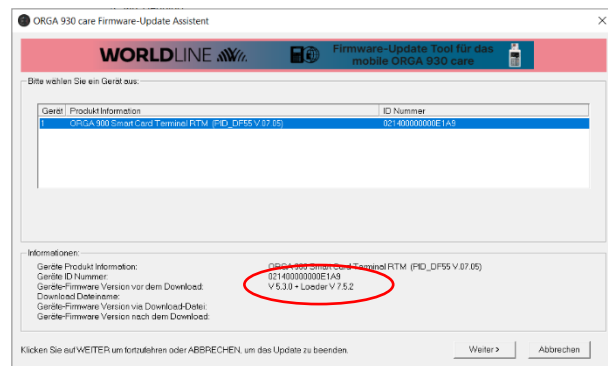 ORGA 930 care Firmware-Update Assistent
WORLDLINE
Firmware-Update Tool für das
mobile ORGA 930 care
Bitte wählen Sie ein Gerät aus:
Gerät Produkt Information ID Nummer
1 ORGA 900 Smart Card Terminal RTM (PID_DF55 V.07.05) 021400000000E1A9
Informationen:
Geräte Produkt Information: ORGA 900 Smart Card Terminal RTM (PID_DF55 V.07.05)
Geräte ID Nummer: 021400000000E1A9
Geräte-Firmware Version vor dem Download: V 5.3.0 + Loader V 7.5.2
Download Dateiname:
Geräte-Firmware Version via Download-Datei:
Geräte-Firmware Version nach dem Download:
Klicken Sie auf WEITER um fortzufahren oder ABBRECHEN, um das Update zu beenden.
Weiter > Abbrechen